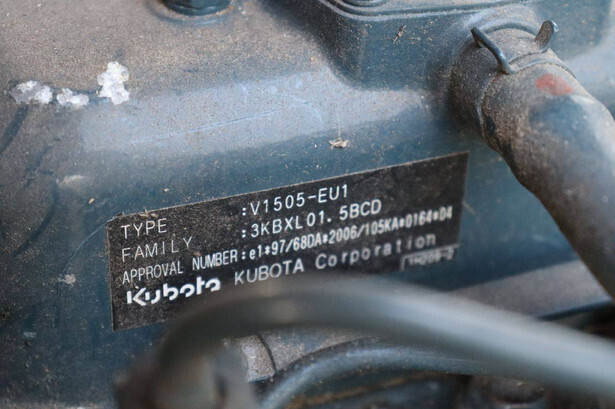 TYPE :V1505-EU1
FAMILY :3KBXL01.5BCD
APPROVAL NUMBER:e1*97/68DA*2006/105KA*0164*04
Kubota KUBOTA Corporation